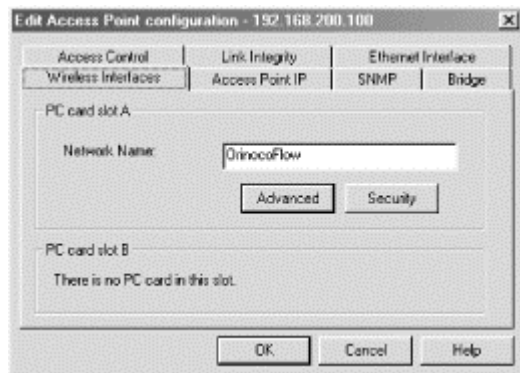 Edit Access Point configuration - 192.168.200.100
Access Control Link Integrity Ethernet Interface
Wireless Interfaces Access Point IP SNMP Bridge
PC card slot A
Network Name: OrinocoFlow
Advanced Security
PC card slot B
There is no PC card in this slot.
OK Cancel Help